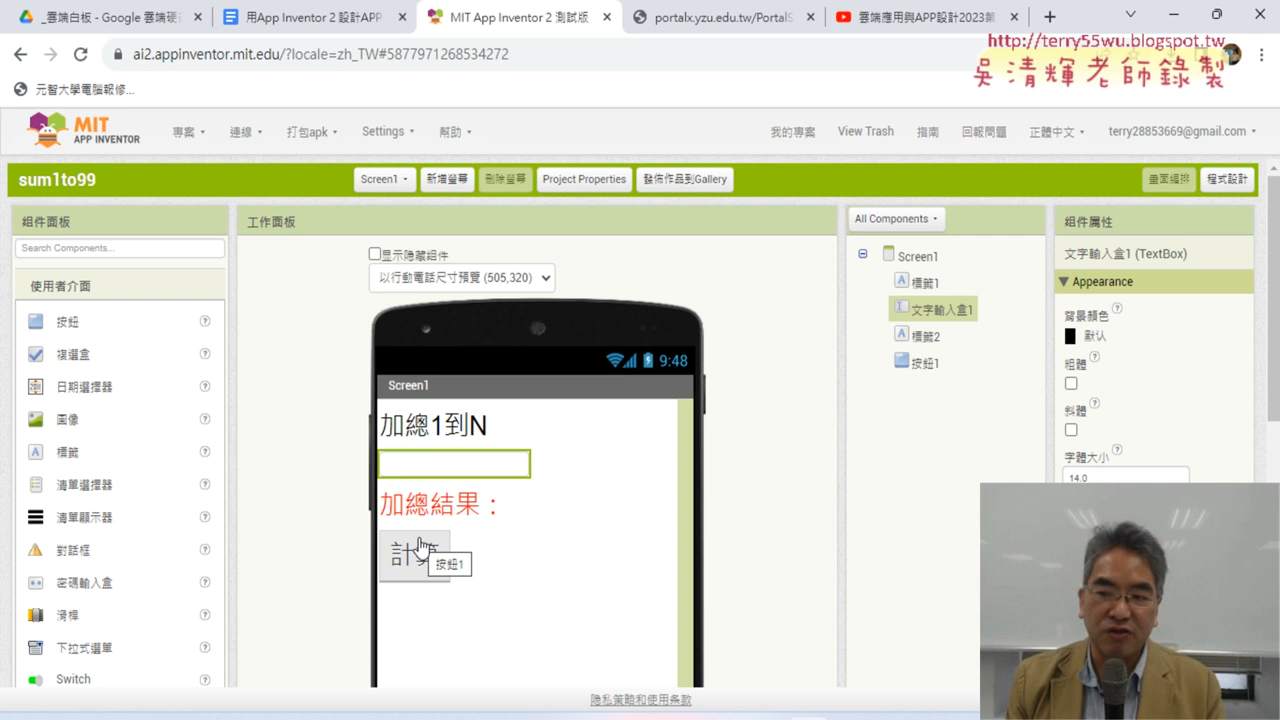 _雲端白板 - Google 雲端硬
用App Inventor 2 設計APP
MIT App Inventor 2 測試版
portalx.yzu.edu.tw/PortalS
雲端應用與APP設計2023第
ai2.appinventor.mit.edu/?locale=zh_TW#5877971268534272
http://terry55wu.blogspot.tw
吳清輝老師錄製
元智大學電腦報修...
MIT
APP INVENTOR
專案
連線
打包apk
Settings
幫助
我的專案
View Trash
指南
回報問題
正體中文
terry28853669@gmail.com
sum1to99
Screen1
新增螢幕
刪除螢幕
Project Properties
發佈作品到Gallery
畫面編排
程式設計
組件面板
工作面板
All Components
組件屬性
Search Components...
显示隐藏组件
以行動電話尺寸預覽 (505,320)
Screen1
標籤1
文字輸入盒1
標籤2
按鈕1
文字輸入盒1 (TextBox)
Appearance
背景顏色
默认
粗體
斜體
字體大小
14.0
使用者介面
按鈕
複選盒
日期選擇器
圖像
標籤
清單選擇器
清單顯示器
對話框
密碼輸入盒
滑桿
下拉式選單
Switch
9:48
Screen1
加總1到N
加總結果：
計算
按鈕1
隐私策略和使用条款